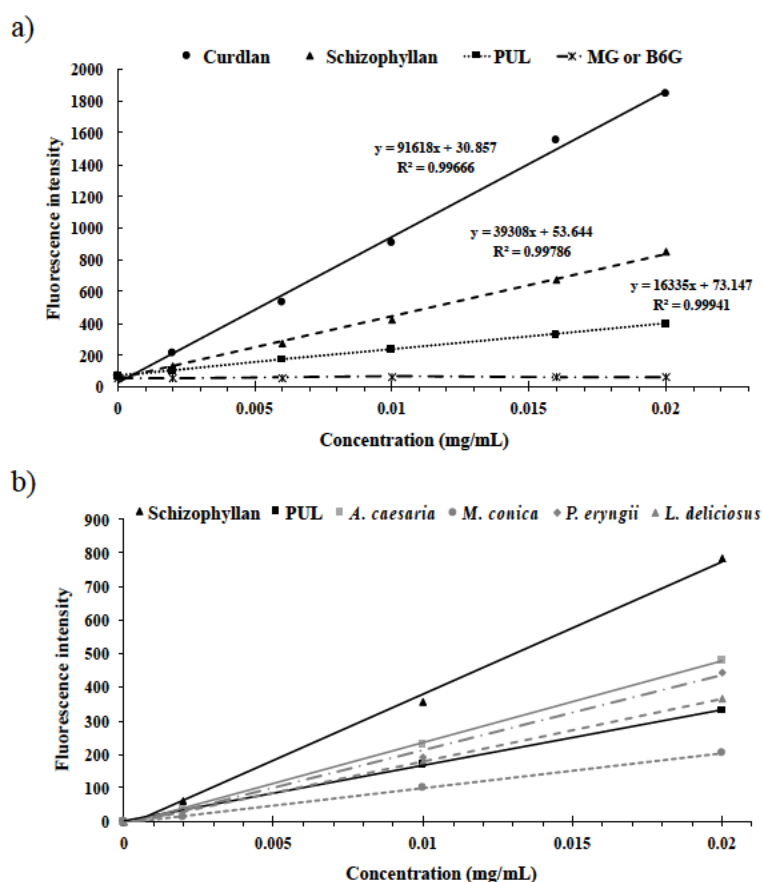 a)
Curdlan Schizophyllan PUL MG or B6G
2000
1800
1600
1400
1200
1000
800
600
400
200
0
Fluorescence intensity
y = 91618x + 30.857
R² = 0.99666
y = 39308x + 53.644
R² = 0.99786
y = 16335x + 73.147
R² = 0.99941
0 0.005 0.01 0.015 0.02
Concentration (mg/mL)
b)
Schizophyllan PUL A. caesaria M. conica P. eryngii L. deliciosus
900
800
700
600
500
400
300
200
100
0
Fluorescence intensity
0 0.005 0.01 0.015 0.02
Concentration (mg/mL)